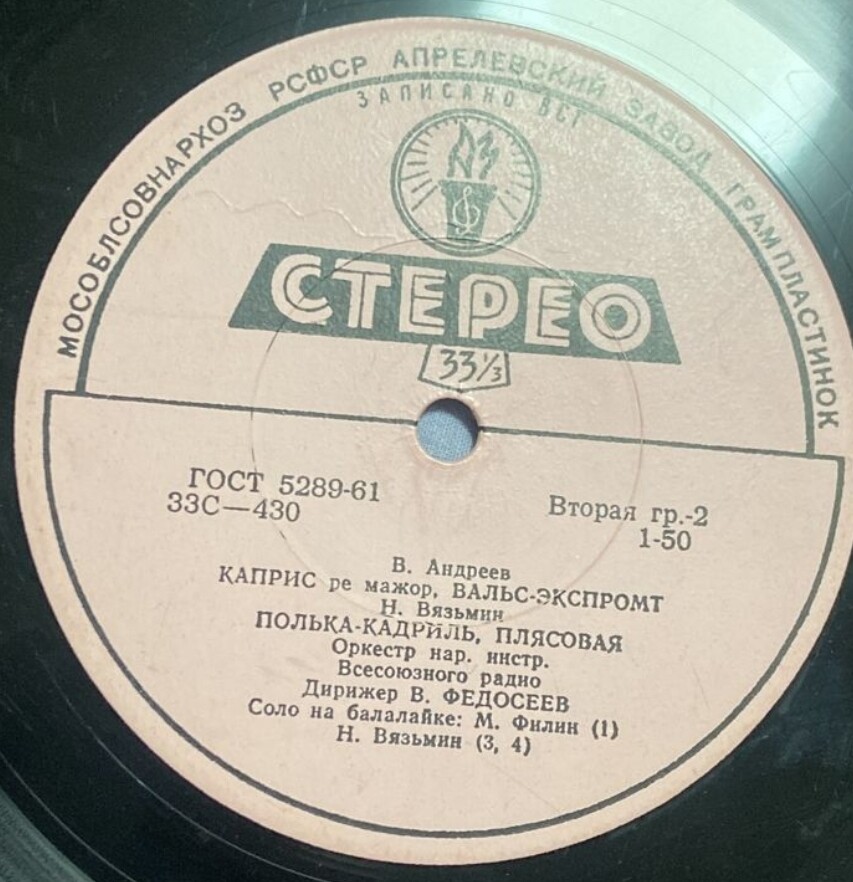 МОСОБЛСОВНАРХОЗ РСФСР АПРЕЛЕВСКИЙ ЗАВОД ГРАМПЛАСТИНОК
ЗАПИСАНО ВСГ
АЗ
СТЕРЕО
33⅓
ГОСТ 5289-61
33С—430
Вторая гр.-2
1-50
В. Андреев
КАПРИС ре мажор, ВАЛЬС-ЭКСПРОМТ
Н. Вязьмин
ПОЛЬКА-КАДРИЛЬ, ПЛЯСОВАЯ
Оркестр нар. инстр.
Всесоюзного радио
Дирижер В. ФЕДОСЕЕВ
Соло на балалайке: М. Филин (1)
Н. Вязьмин (3, 4)